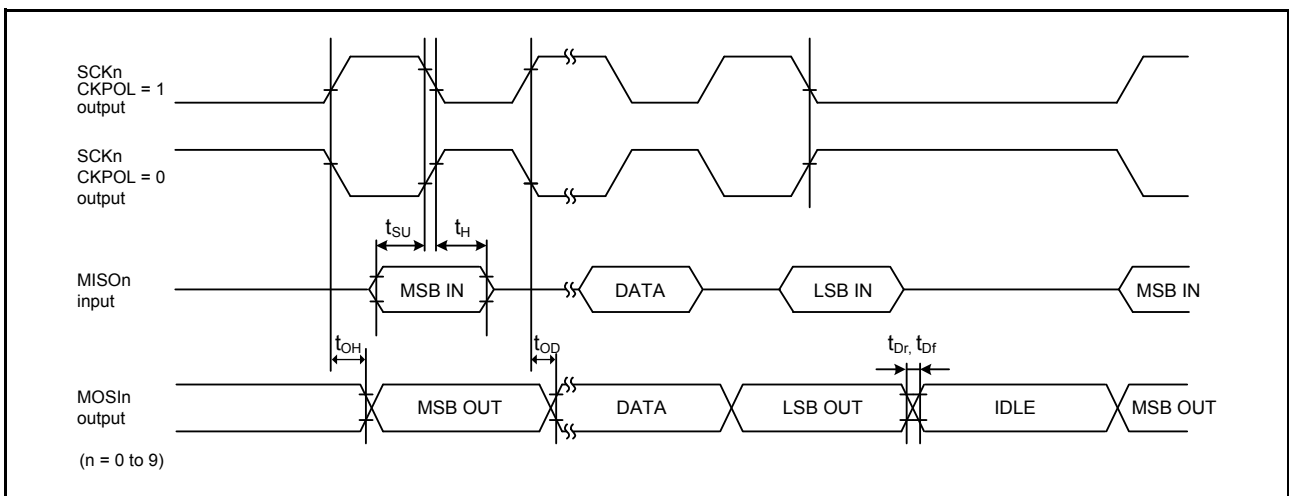 SCKn
CKPOL = 1
output
SCKn
CKPOL = 0
output
tSU
tH
MISOn
input
MSB IN
DATA
LSB IN
MSB IN
tOH
tOD
tDr, tDf
MOSIn
output
MSB OUT
DATA
LSB OUT
IDLE
MSB OUT
(n = 0 to 9)